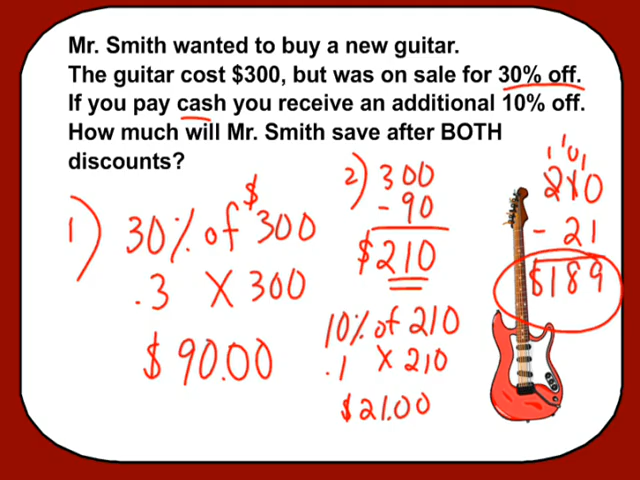 Mr. Smith wanted to buy a new guitar.
The guitar cost $300, but was on sale for 30% off.
If you pay cash you receive an additional 10% off.
How much will Mr. Smith save after BOTH
discounts?
1) 30% of $300
.3 X 300
$90.00
2) 300
- 90
$210
10% of 210
.1 X 210
$21.00
210
- 21
$189